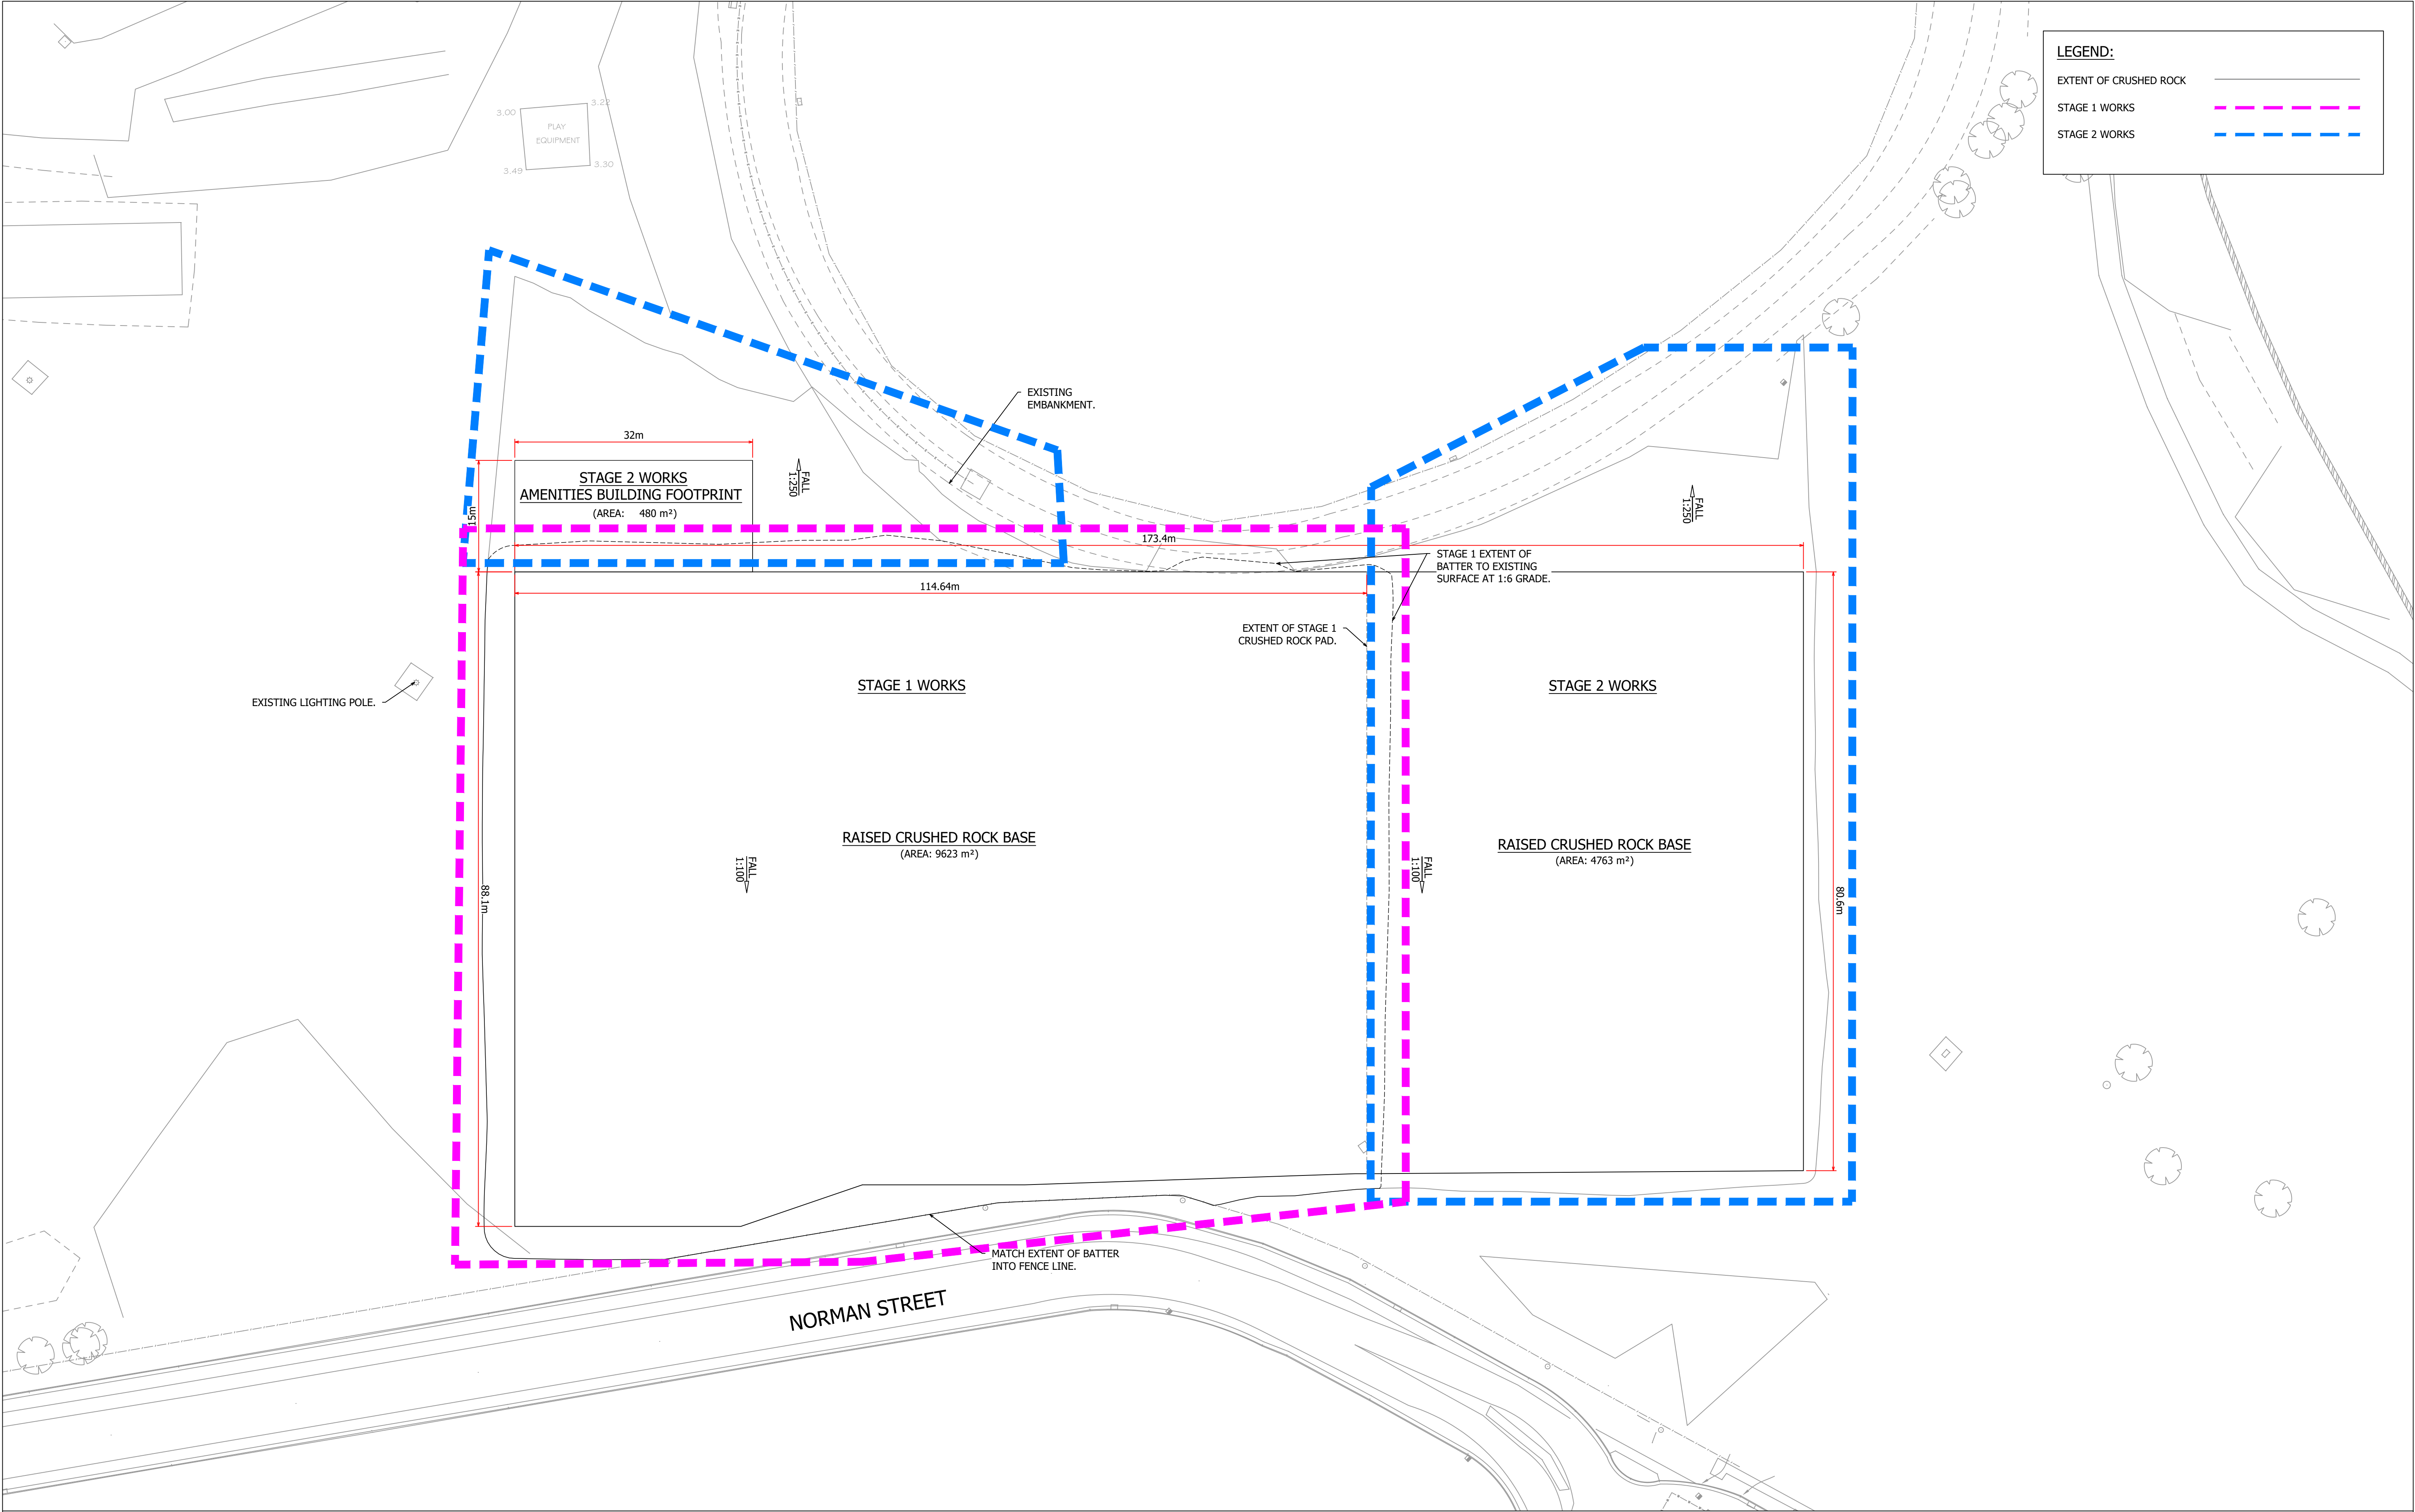 LEGEND:
EXTENT OF CRUSHED ROCK
STAGE 1 WORKS
STAGE 2 WORKS
3.00
3.22
PLAY
EQUIPMENT
3.49
3.30
EXISTING
EMBANKMENT.
32m
STAGE 2 WORKS
AMENITIES BUILDING FOOTPRINT
(AREA: 480 m²)
15m
FALL
1:250
FALL
1:250
173.4m
STAGE 1 EXTENT OF
BATTER TO EXISTING
SURFACE AT 1:6 GRADE.
114.64m
EXTENT OF STAGE 1
CRUSHED ROCK PAD.
EXISTING LIGHTING POLE.
STAGE 1 WORKS
STAGE 2 WORKS
RAISED CRUSHED ROCK BASE
(AREA: 9623 m²)
RAISED CRUSHED ROCK BASE
(AREA: 4763 m²)
FALL
1:100
FALL
1:100
88.1m
80.6m
MATCH EXTENT OF BATTER
INTO FENCE LINE.
NORMAN STREET